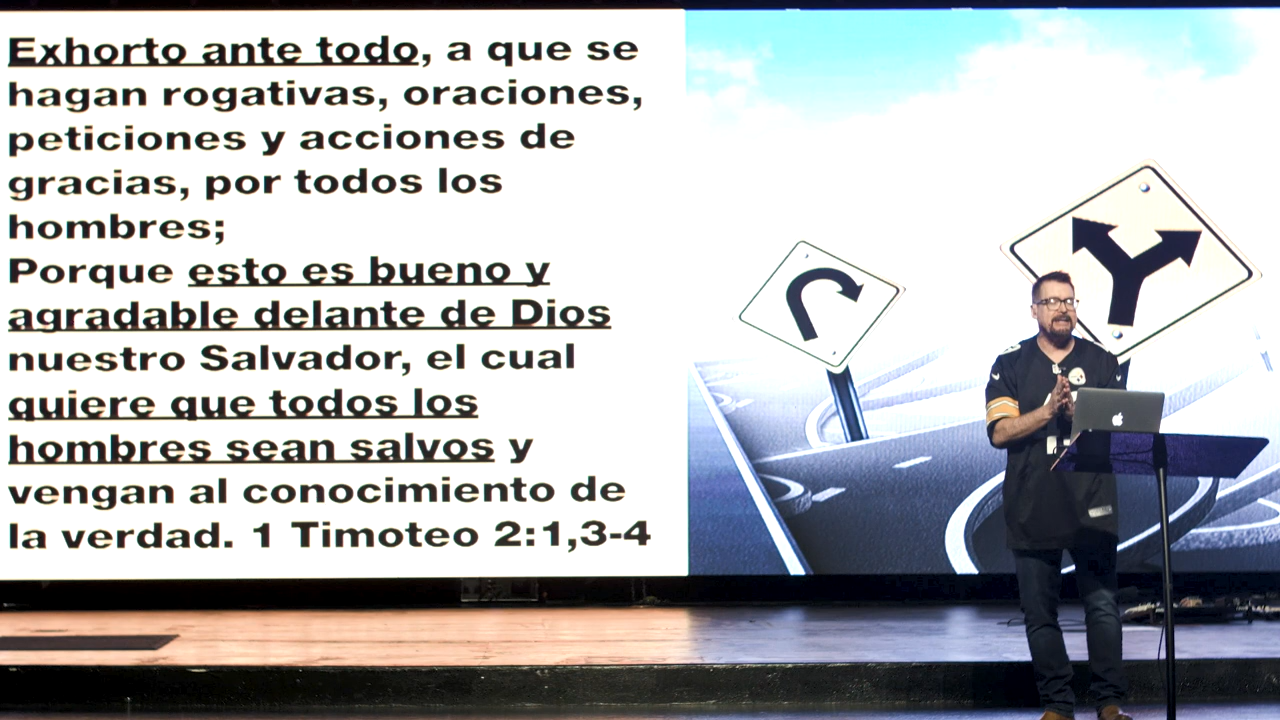 Exhorto ante todo, a que se
hagan rogativas, oraciones,
peticiones y acciones de
gracias, por todos los
hombres;
Porque esto es bueno y
agradable delante de Dios
nuestro Salvador, el cual
quiere que todos los
hombres sean salvos y
vengan al conocimiento de
la verdad. 1 Timoteo 2:1,3-4